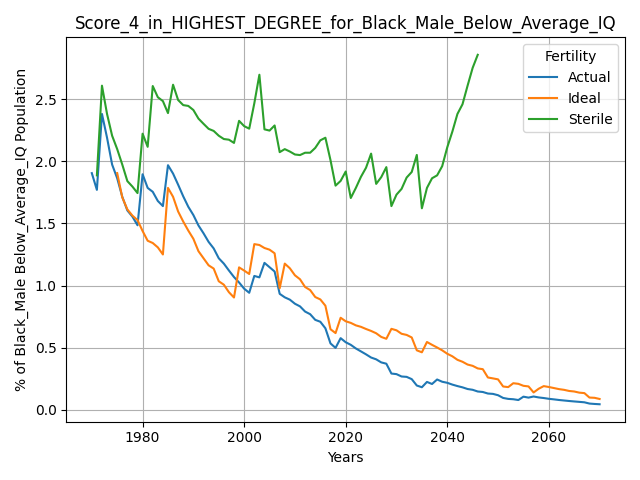 Score_4_in_HIGHEST_DEGREE_for_Black_Male_Below_Average_IQ
% of Black_Male Below_Average_IQ Population
2.5
2.0
1.5
1.0
0.5
0.0
Fertility
Actual
Ideal
Sterile
1980
2000
2020
2040
2060
Years